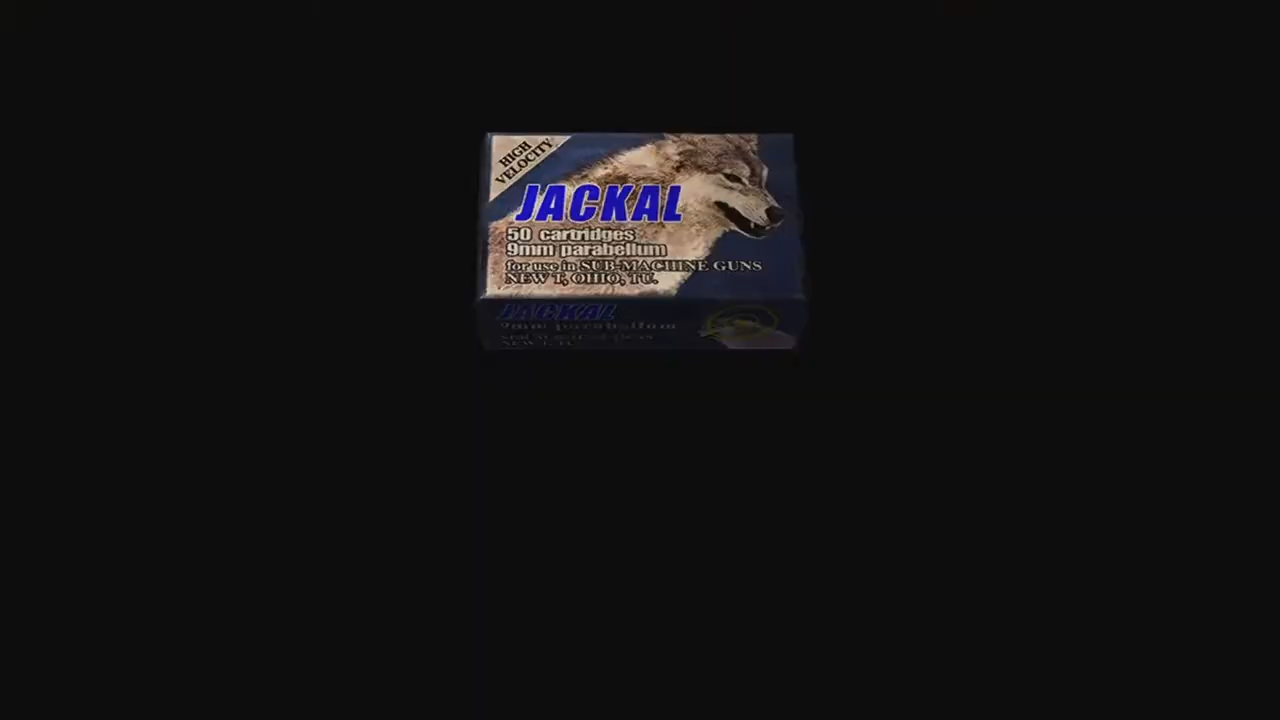 HIGH
VELOCITY
JACKAL
50 cartridges
9mm parabellum
for use in SUB-MACHINE GUNS
NEW T, OHIO, TU.
JACKAL
9mm parabellum